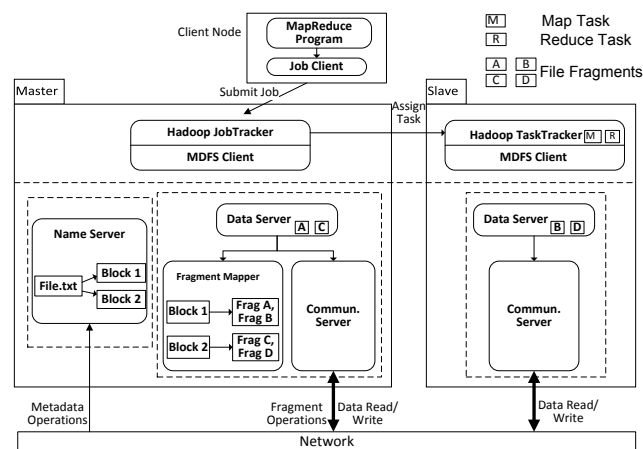 Client Node
MapReduce
Program
Job Client
M Map Task
R Reduce Task
A B
C D
File Fragments
Master
Submit Job
Assign
Task
Slave
Hadoop JobTracker
MDFS Client
Hadoop TaskTracker M R
MDFS Client
Name Server
File.txt
Block 1
Block 2
Data Server A C
Fragment Mapper
Block 1
Frag A,
Frag B
Block 2
Frag C,
Frag D
Commun.
Server
Data Server B D
Commun.
Server
Metadata
Operations
Fragment
Operations
Data Read/
Write
Data Read/
Write
Network